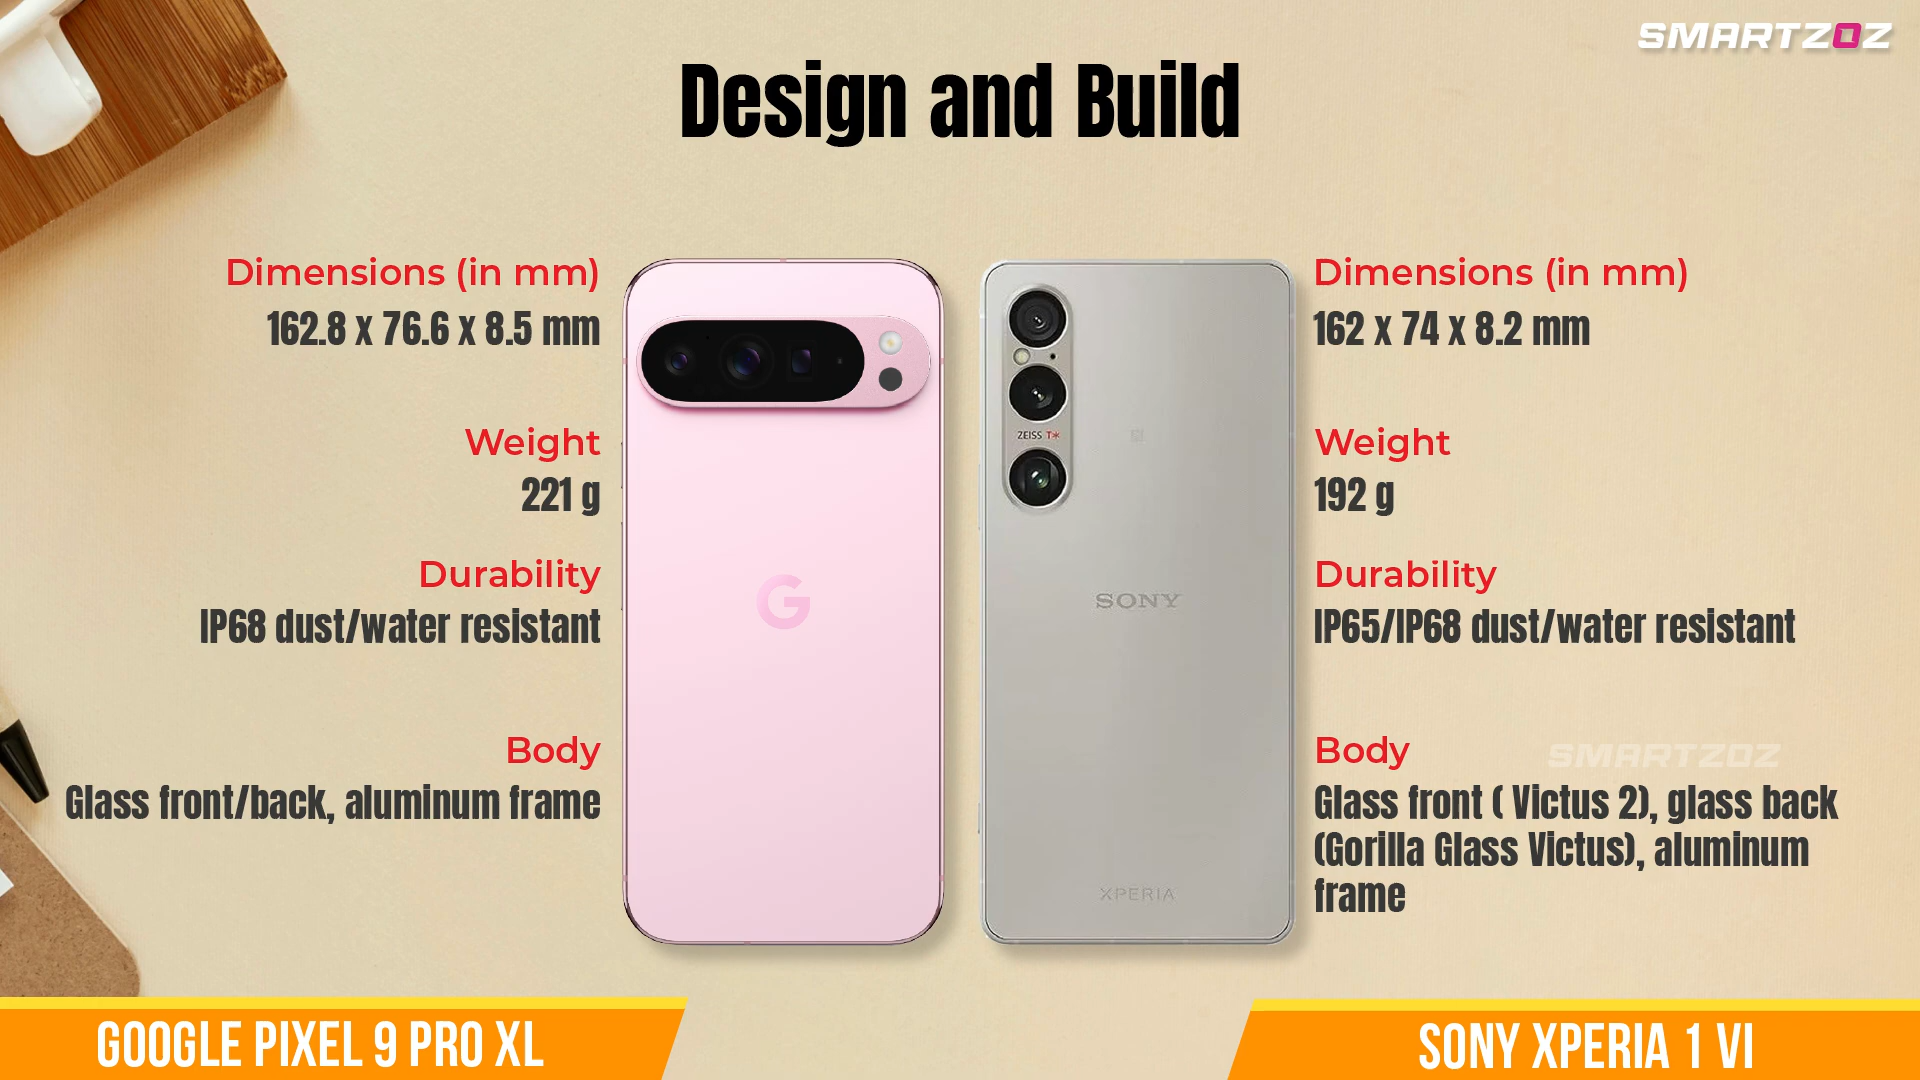 SMARTZOZ
Design and Build
Dimensions (in mm)
162.8 x 76.6 x 8.5 mm
Weight
221 g
Durability
IP68 dust/water resistant
Body
Glass front/back, aluminum frame
G
ZEISS T*
SONY
XPERIA
Dimensions (in mm)
162 x 74 x 8.2 mm
Weight
192 g
Durability
IP65/IP68 dust/water resistant
Body
SMARTZOZ
Glass front ( Victus 2), glass back
(Gorilla Glass Victus), aluminum
frame
GOOGLE PIXEL 9 PRO XL
SONY XPERIA 1 VI